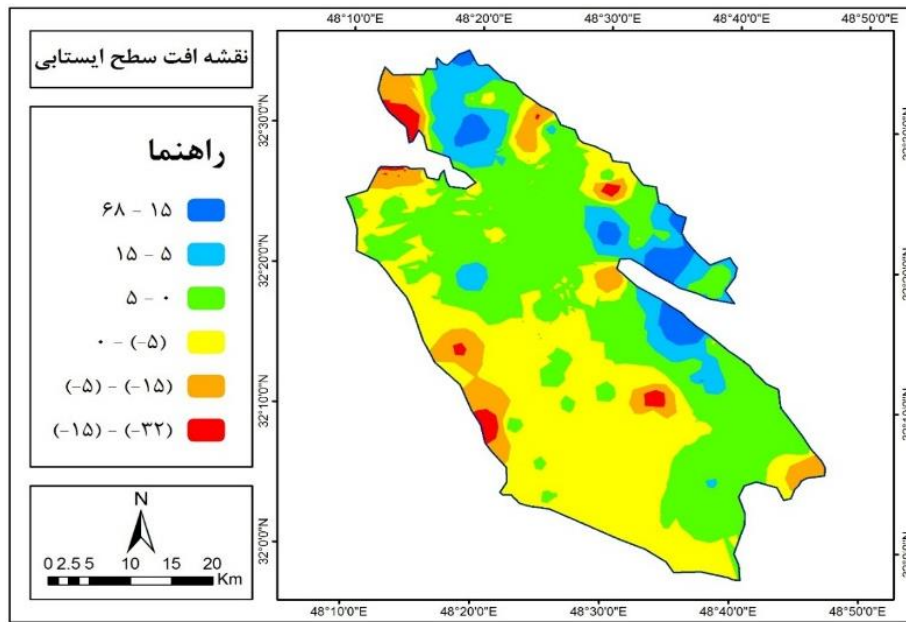 نقشه افت سطح ایستابی
راهنما
۶۸ – ۱۵
۱۵ – ۵
۵ – ۰
۰ – (۵-)
(۵-) – (۱۵-)
(۱۵-) – (۳۲-)
N
0 2.5 5 10 15 20
Km
48°10'0"E 48°20'0"E 48°30'0"E 48°40'0"E 48°50'0"E
32°30'0"N
32°20'0"N
32°10'0"N
32°0'0"N
48°10'0"E 48°20'0"E 48°30'0"E 48°40'0"E 48°50'0"E